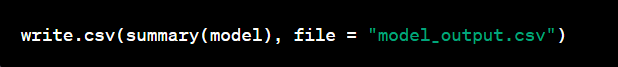 write.csv(summary(model), file = "model_output.csv")